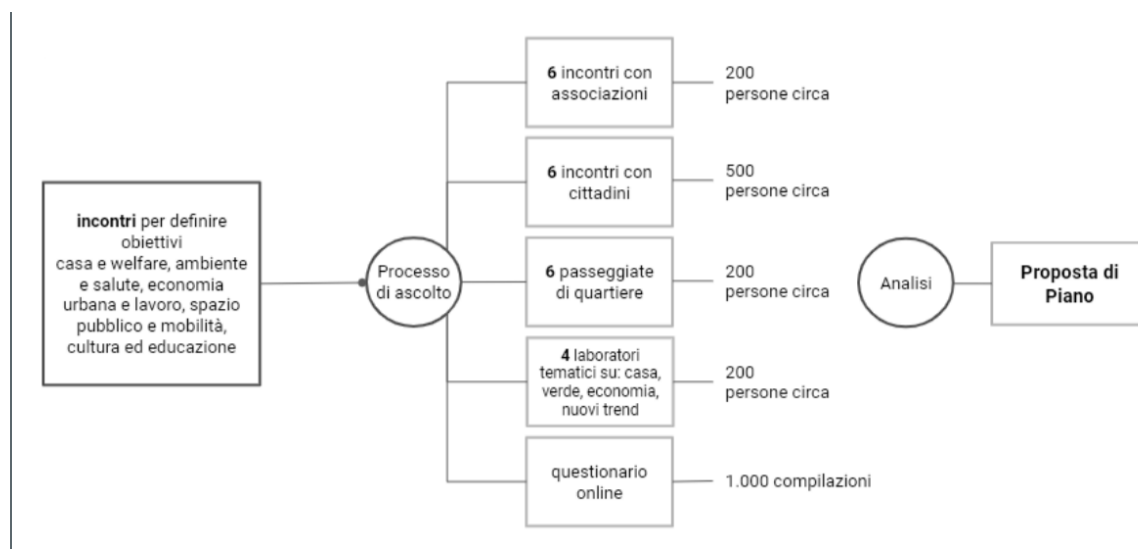 incontri per definire
obiettivi
casa e welfare, ambiente
e salute, economia
urbana e lavoro, spazio
pubblico e mobilità,
cultura ed educazione
Processo
di ascolto
6 incontri con
associazioni
200
persone circa
6 incontri con
cittadini
500
persone circa
6 passeggiate
di quartiere
200
persone circa
4 laboratori
tematici su: casa,
verde, economia,
nuovi trend
200
persone circa
questionario
online
1.000 compilazioni
Analisi
Proposta di
Piano